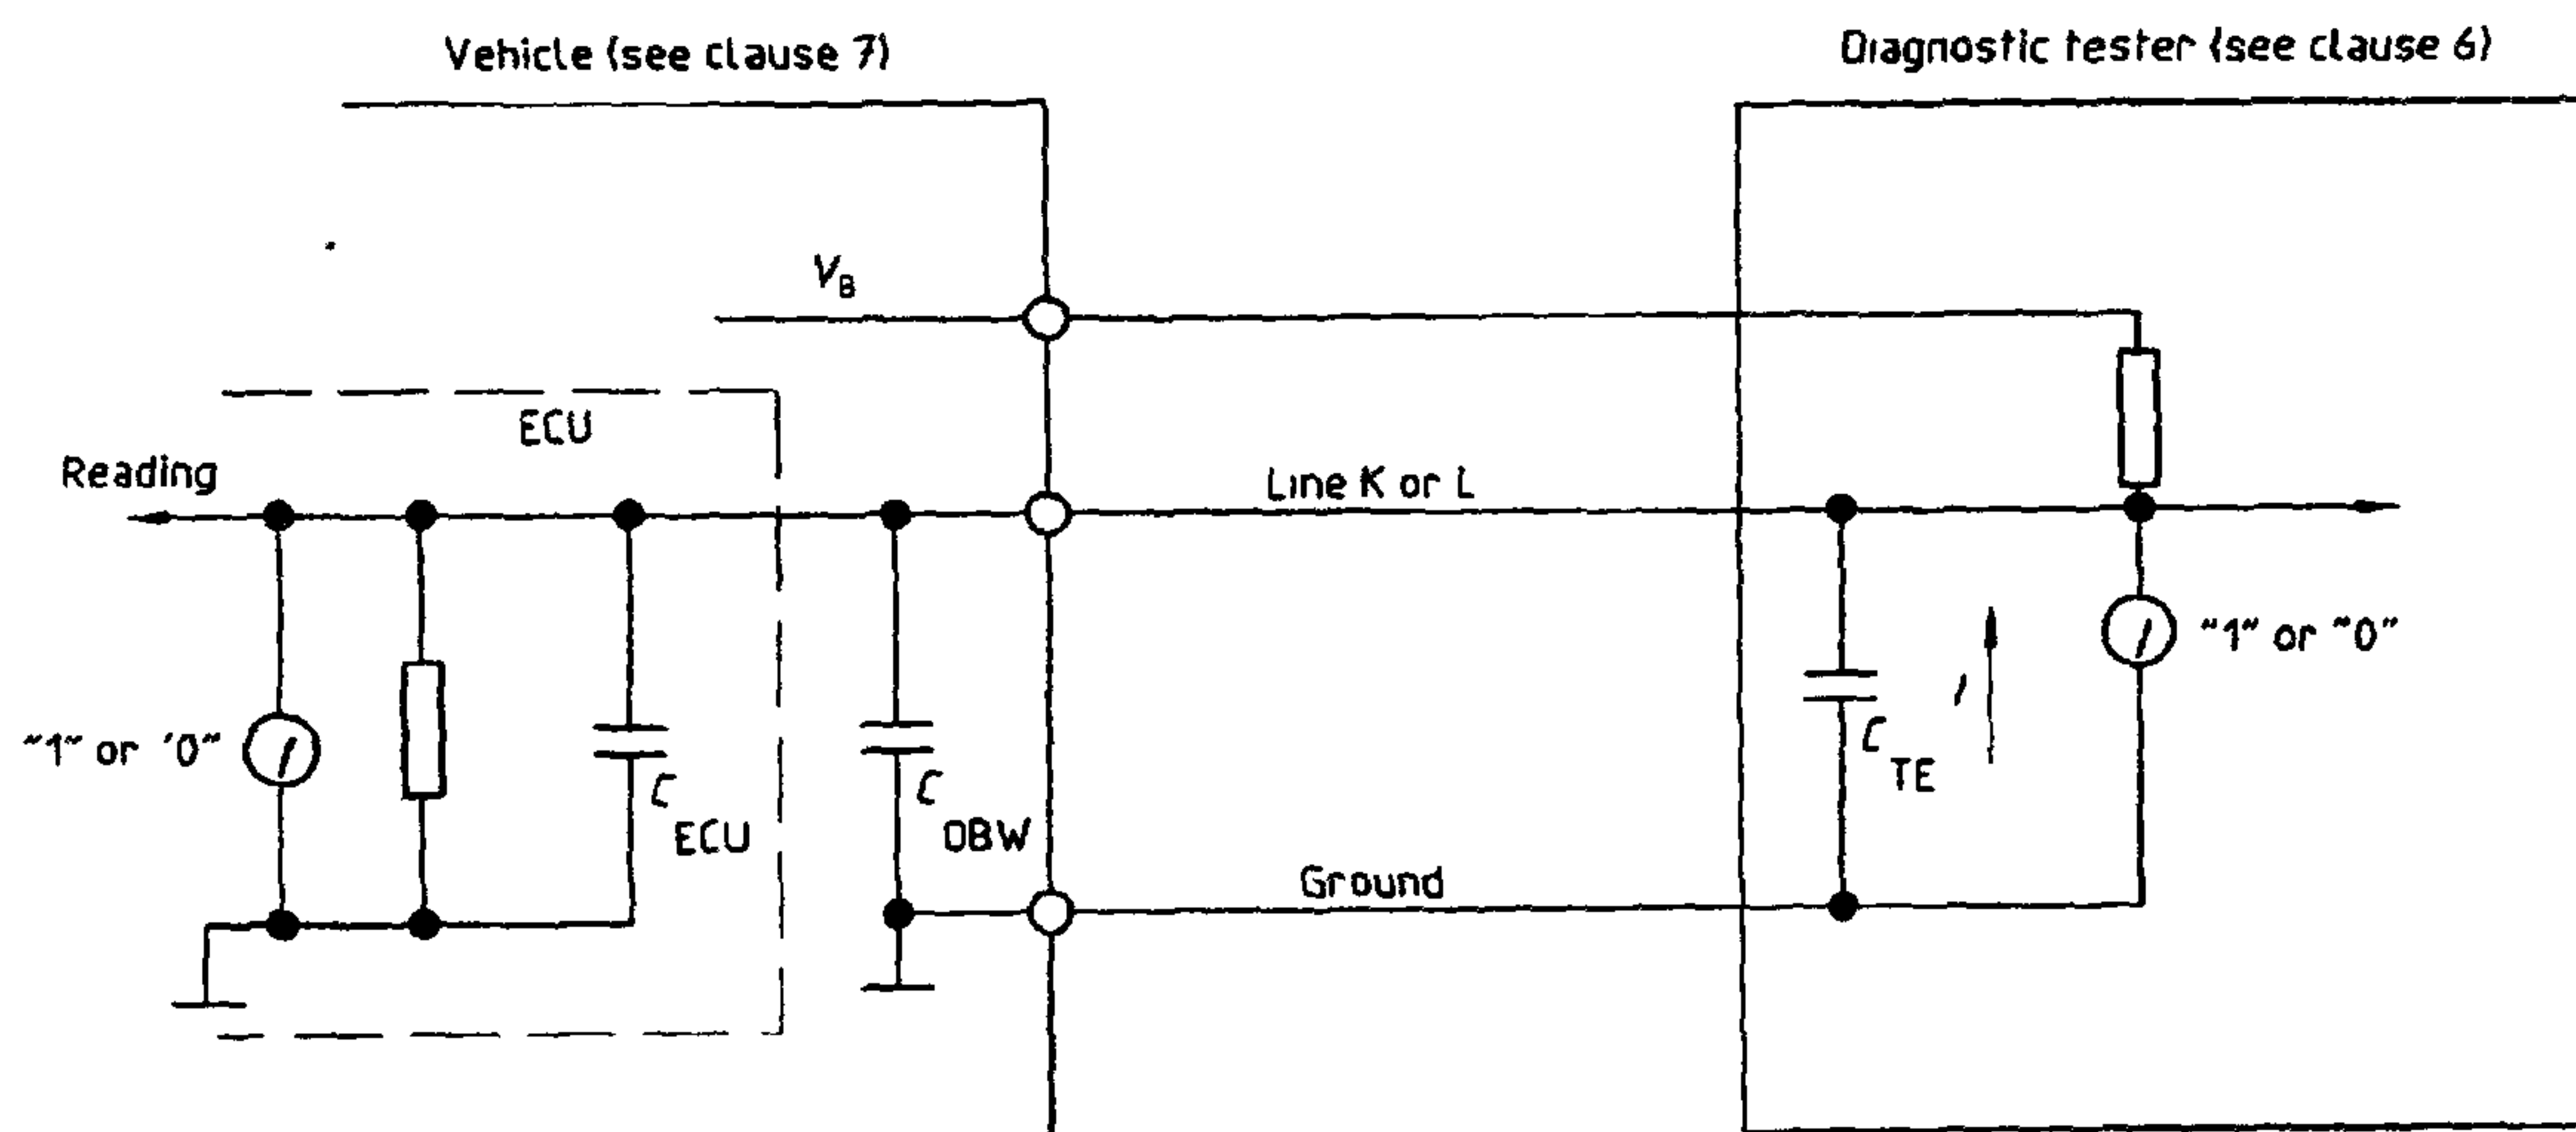 Vehicle (see clause 7)
Diagnostic tester (see clause 6)
V_B
ECU
Reading
Line K or L
"1" or "0"
"1" or '0"
I
C_TE
C_ECU
C_OBW
Ground